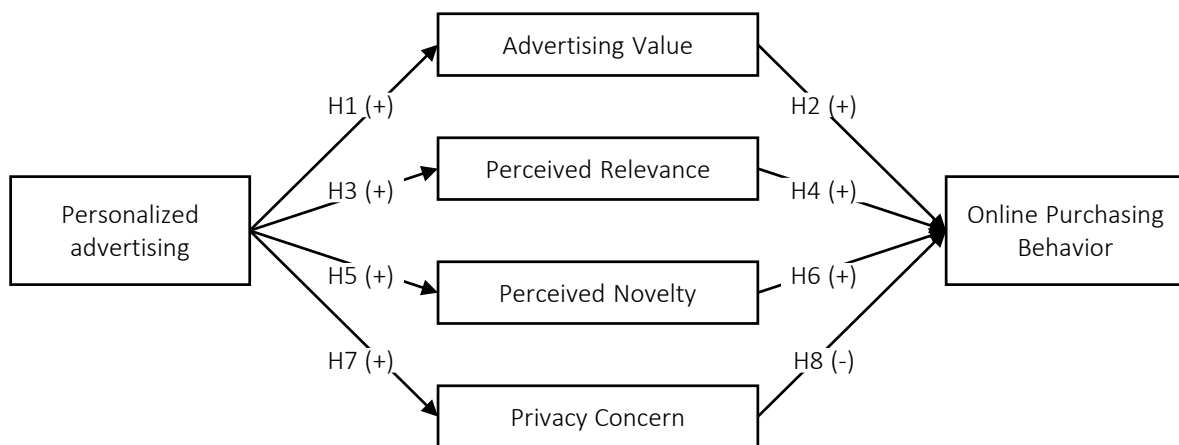 Advertising Value
H1 (+)
H2 (+)
Perceived Relevance
H3 (+)
H4 (+)
Personalized
advertising
Online Purchasing
Behavior
H5 (+)
H6 (+)
Perceived Novelty
H7 (+)
H8 (-)
Privacy Concern